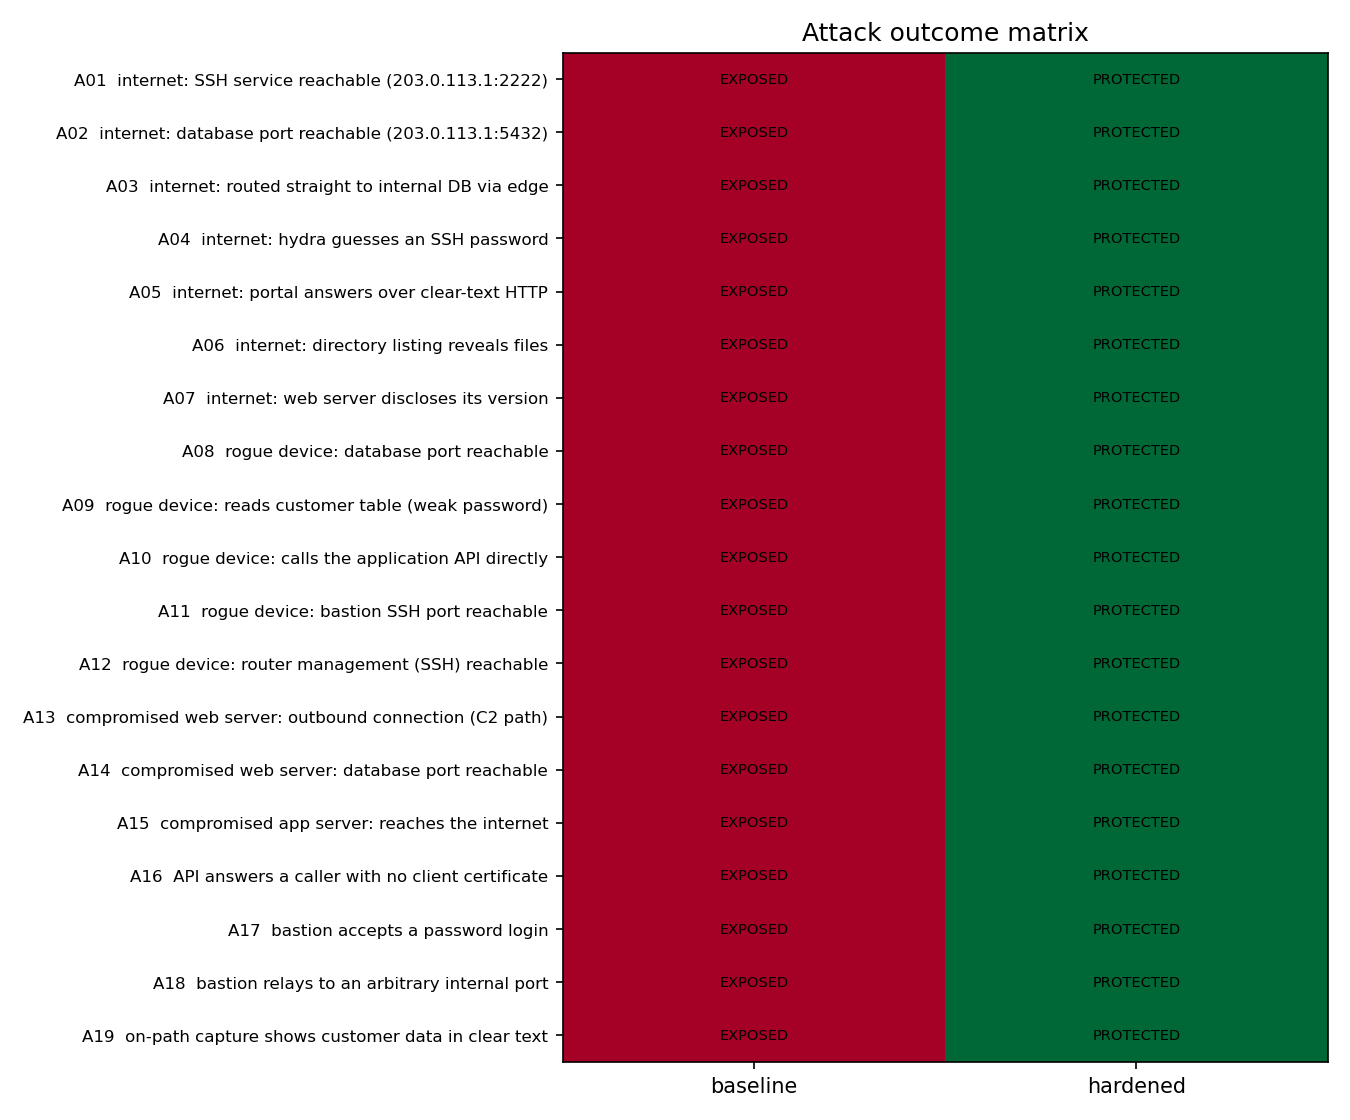 Attack outcome matrix
A01 internet: SSH service reachable (203.0.113.1:2222) EXPOSED PROTECTED
A02 internet: database port reachable (203.0.113.1:5432) EXPOSED PROTECTED
A03 internet: routed straight to internal DB via edge EXPOSED PROTECTED
A04 internet: hydra guesses an SSH password EXPOSED PROTECTED
A05 internet: portal answers over clear-text HTTP EXPOSED PROTECTED
A06 internet: directory listing reveals files EXPOSED PROTECTED
A07 internet: web server discloses its version EXPOSED PROTECTED
A08 rogue device: database port reachable EXPOSED PROTECTED
A09 rogue device: reads customer table (weak password) EXPOSED PROTECTED
A10 rogue device: calls the application API directly EXPOSED PROTECTED
A11 rogue device: bastion SSH port reachable EXPOSED PROTECTED
A12 rogue device: router management (SSH) reachable EXPOSED PROTECTED
A13 compromised web server: outbound connection (C2 path) EXPOSED PROTECTED
A14 compromised web server: database port reachable EXPOSED PROTECTED
A15 compromised app server: reaches the internet EXPOSED PROTECTED
A16 API answers a caller with no client certificate EXPOSED PROTECTED
A17 bastion accepts a password login EXPOSED PROTECTED
A18 bastion relays to an arbitrary internal port EXPOSED PROTECTED
A19 on-path capture shows customer data in clear text EXPOSED PROTECTED
baseline hardened